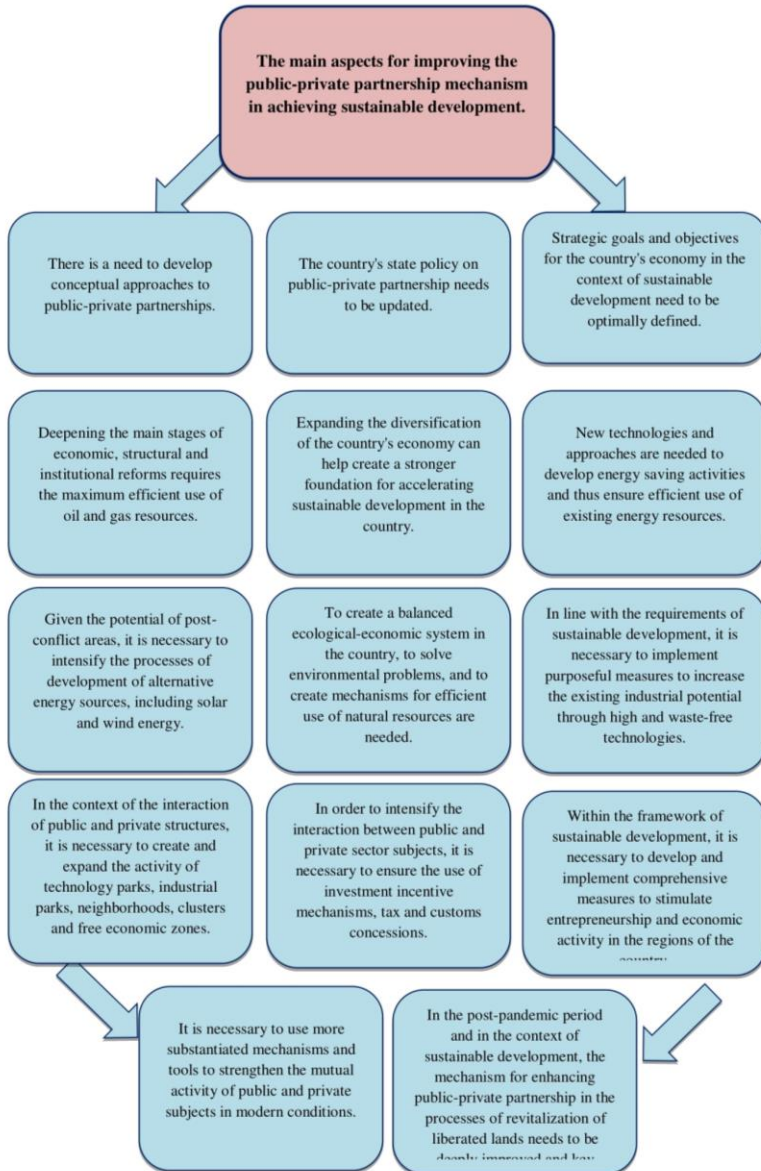 The main aspects for improving the
public-private partnership mechanism
in achieving sustainable development.
There is a need to develop
conceptual approaches to
public-private partnerships.
The country's state policy on
public-private partnership needs
to be updated.
Strategic goals and objectives
for the country's economy in the
context of sustainable
development need to be
optimally defined.
Deepening the main stages of
economic, structural and
institutional reforms requires
the maximum efficient use of
oil and gas resources.
Expanding the diversification
of the country's economy can
help create a stronger
foundation for accelerating
sustainable development in the
country.
New technologies and
approaches are needed to
develop energy saving activities
and thus ensure efficient use of
existing energy resources.
Given the potential of post-
conflict areas, it is necessary to
intensify the processes of
development of alternative
energy sources, including solar
and wind energy.
To create a balanced
ecological-economic system in
the country, to solve
environmental problems, and to
create mechanisms for efficient
use of natural resources are
needed.
In line with the requirements of
sustainable development, it is
necessary to implement
purposeful measures to increase
the existing industrial potential
through high and waste-free
technologies.
In the context of the interaction
of public and private structures,
it is necessary to create and
expand the activity of
technology parks, industrial
parks, neighborhoods, clusters
and free economic zones.
In order to intensify the
interaction between public and
private sector subjects, it is
necessary to ensure the use of
investment incentive
mechanisms, tax and customs
concessions.
Within the framework of
sustainable development, it is
necessary to develop and
implement comprehensive
measures to stimulate
entrepreneurship and economic
activity in the regions of the
country
It is necessary to use more
substantiated mechanisms and
tools to strengthen the mutual
activity of public and private
subjects in modern conditions.
In the post-pandemic period
and in the context of
sustainable development, the
mechanism for enhancing
public-private partnership in the
processes of revitalization of
liberated lands needs to be
deeply improved and key